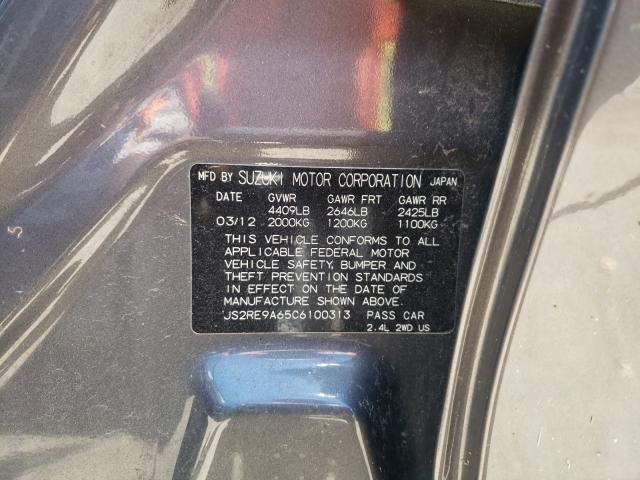 MFD BY SUZUKI MOTOR CORPORATION JAPAN
DATE GVWR GAWR FRT GAWR RR
4409LB 2646LB 2425LB
03/12 2000KG 1200KG 1100KG
THIS VEHICLE CONFORMS TO ALL
APPLICABLE FEDERAL MOTOR
VEHICLE SAFETY, BUMPER AND
THEFT PREVENTION STANDARDS
IN EFFECT ON THE DATE OF
MANUFACTURE SHOWN ABOVE.
JS2RE9A65C6100313 PASS CAR
2.4L 2WD US